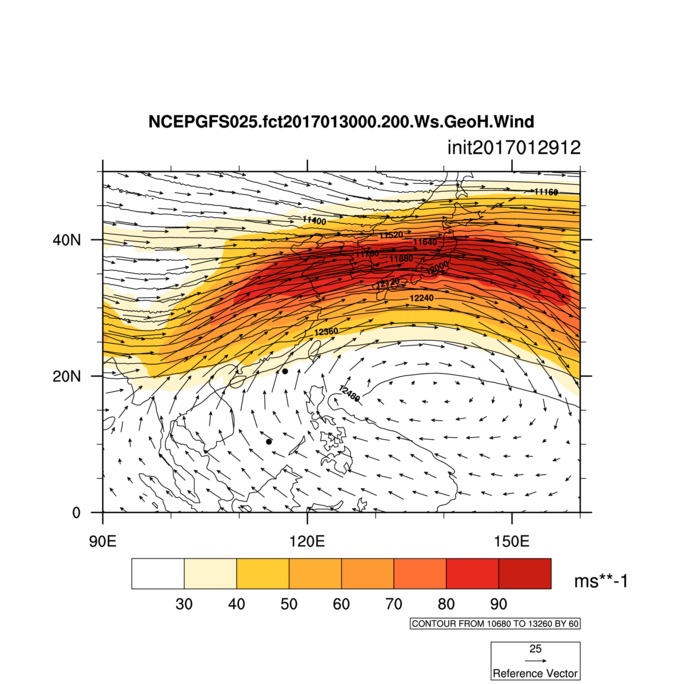 NCEPGFS025.fct2017013000.200.Ws.GeoH.Wind
init2017012912
11160
11400
40N
11520
11640
11760
11880
12000
12120
12240
12360
20N
12480
0
90E 120E 150E
ms**-1
30 40 50 60 70 80 90
CONTOUR FROM 10680 TO 13260 BY 60
25
Reference Vector